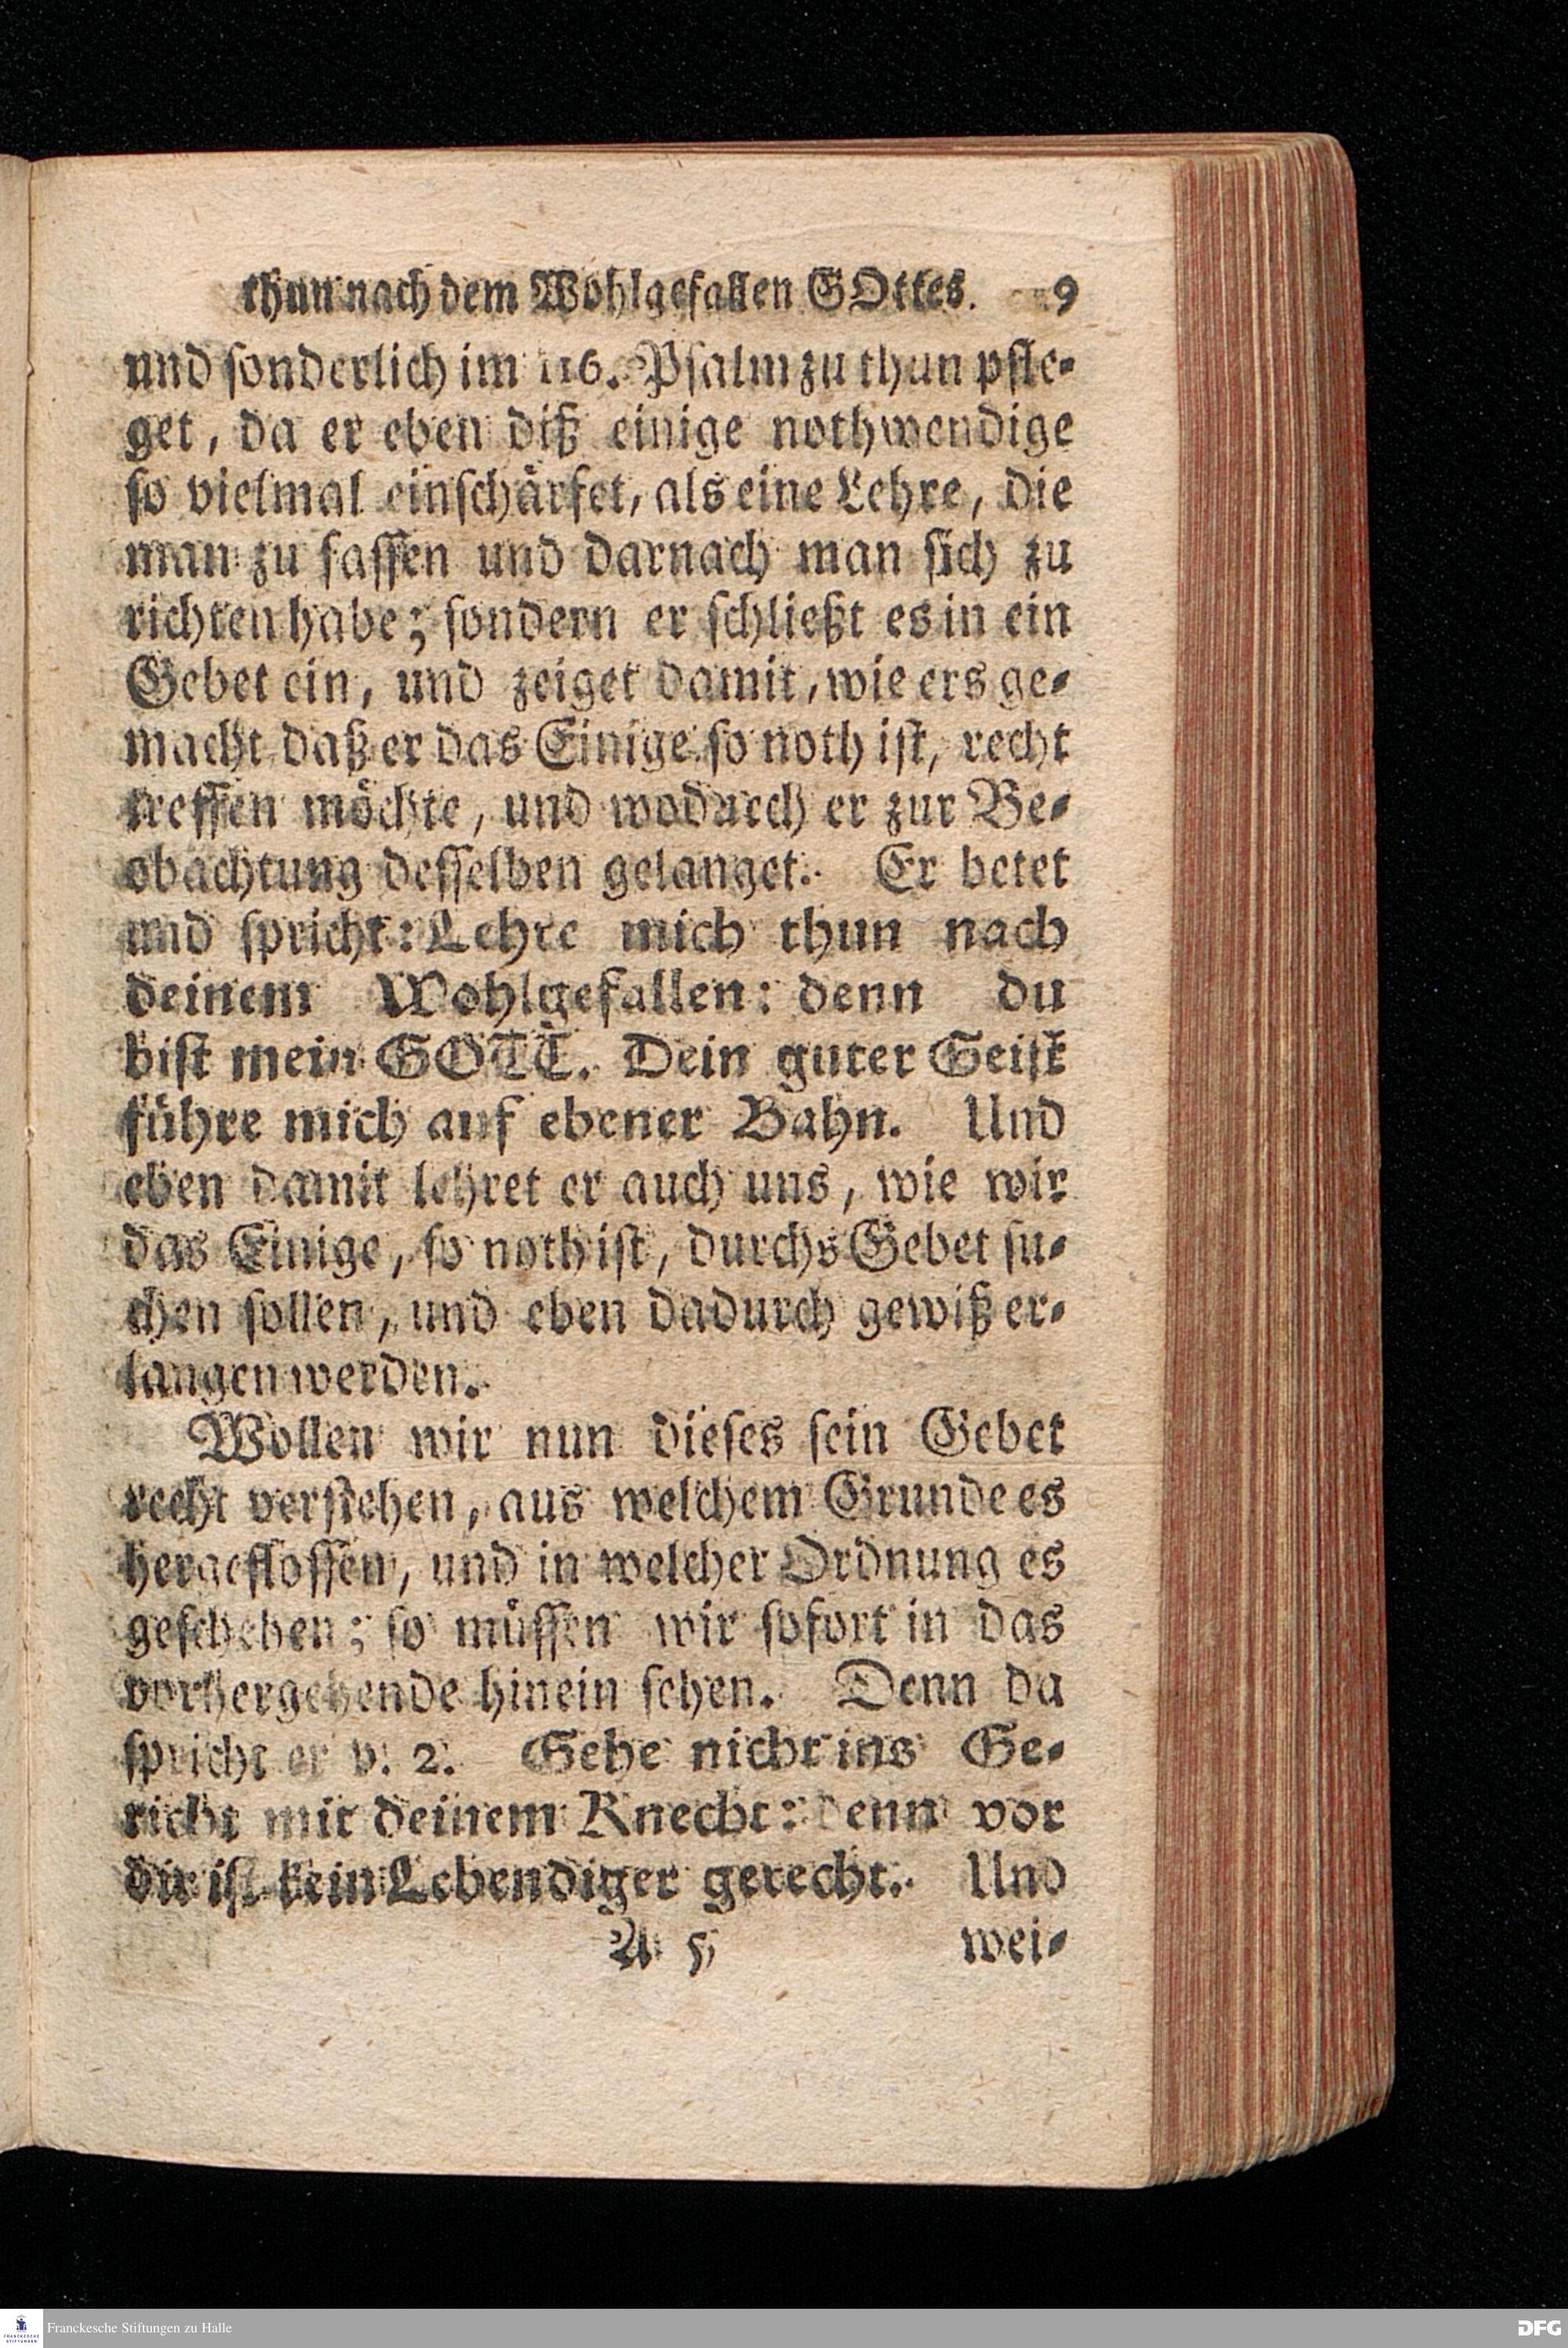 thun nach dem Wohlgefallen GOttes. 9
und ſonderlich im 116. Pſalm zu thun pfle-
get, da er eben diß einige nothwendige
ſo vielmal einſchärfet, als eine Lehre, die
man zu faſſen und darnach man ſich zu
richten habe; ſondern er ſchließt es in ein
Gebet ein, und zeiget damit, wie ers ge-
macht daß er das Einige ſo noth iſt, recht
treffen möchte, und wodurch er zur Be-
obachtung deſſelben gelanget. Er betet
und ſpricht: Lehre mich thun nach
deinem Wohlgefallen: denn du
biſt mein GOTT. Dein guter Geiſt
führe mich auf ebener Bahn. Und
eben damit lehret er auch uns, wie wir
das Einige, ſo noth iſt, durchs Gebet ſu-
chen ſollen, und eben dadurch gewiß er-
langen werden.
Wollen wir nun dieſes ſein Gebet
recht verſtehen, aus welchem Grunde es
hergefloſſen, und in welcher Ordnung es
geſchehen; ſo müſſen wir ſofort in das
vorhergehende hinein ſehen. Denn da
ſpricht er v. 2. Gehe nicht ins Ge-
richt mit deinem Knecht: denn vor
dir iſt kein Lebendiger gerecht. Und
A 5 wei-
Franckesche Stiftungen zu Halle
DFG